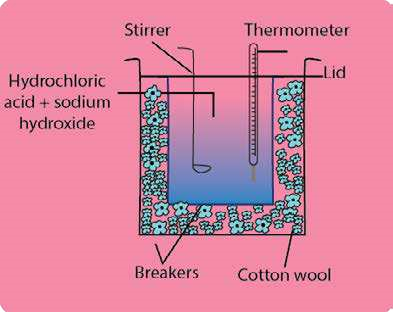 Stirrer
Thermometer
Lid
Hydrochloric
acid + sodium
hydroxide
Breakers
Cotton wool